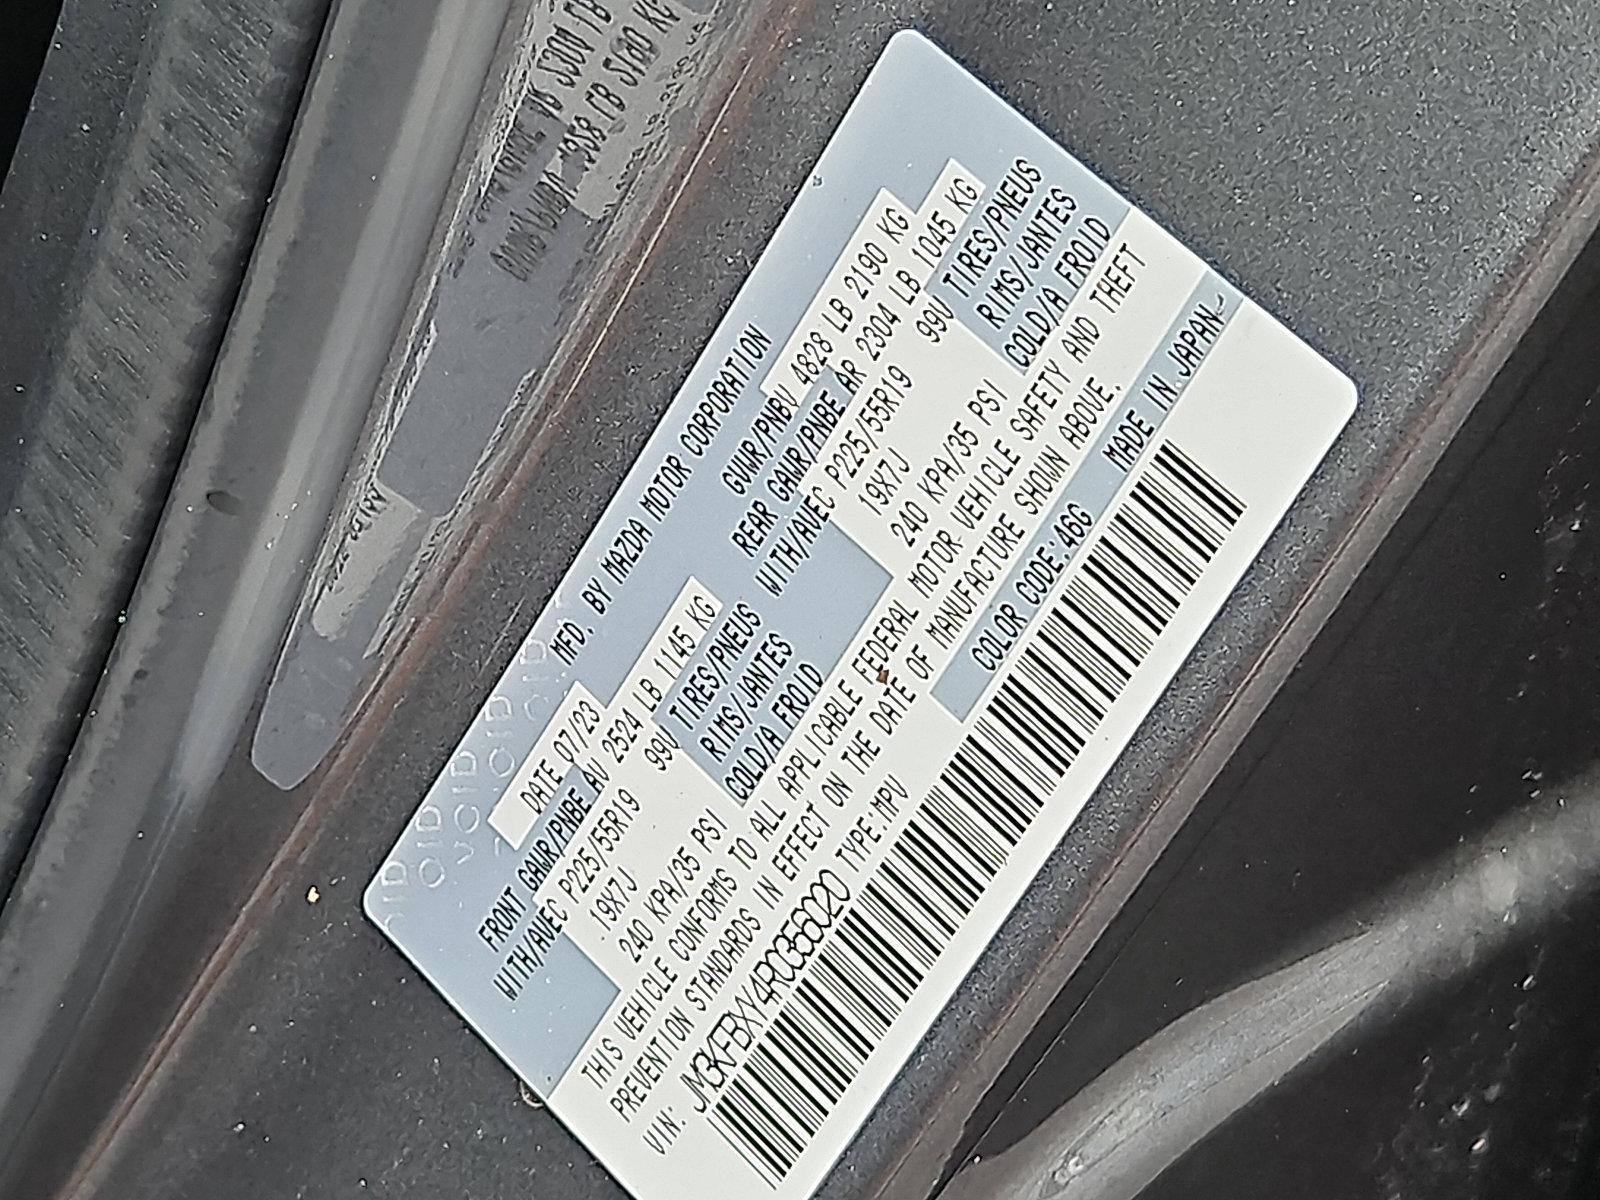 MFD. BY MAZDA MOTOR CORPORATION
DATE 07/23 GVWR/PNBV 4828 LB 2190 KG
FRONT GAWR/PNBE AV 2524 LB 1145 KG REAR GAWR/PNBE AR 2304 LB 1045 KG
WITH/AVEC P225/55R19 99V TIRES/PNEUS WITH/AVEC P225/55R19 99V TIRES/PNEUS
19X7J RIMS/JANTES 19X7J RIMS/JANTES
240 KPA/35 PSI COLD/A FROID 240 KPA/35 PSI COLD/A FROID
THIS VEHICLE CONFORMS TO ALL APPLICABLE FEDERAL MOTOR VEHICLE SAFETY AND THEFT
PREVENTION STANDARDS IN EFFECT ON THE DATE OF MANUFACTURE SHOWN ABOVE.
VIN: JM3KFBXY4R0356020 TYPE:MPV COLOR CODE:46G MADE IN JAPAN
VOID
VOID